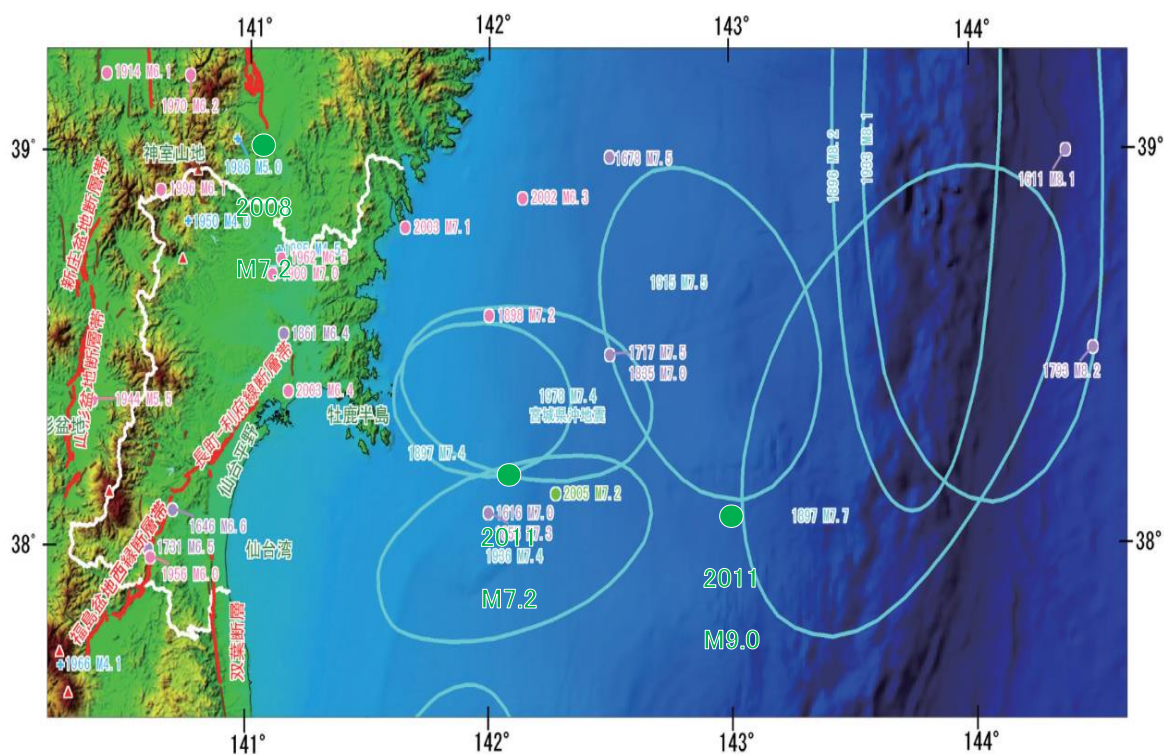 141°
142°
143°
144°
39°
39°
38°
38°
1914 M6.1
1970 M6.2
1986 M5.0
神室山地
1996 M6.1
1950 M4.0
2008
M7.2
1962 M6.5
1900 M7.0
新庄盆地断層帯
山形盆地断層帯
1861 M6.4
長町-利府線断層帯
2003 M6.4
1944 M5.5
牡鹿半島
仙台平野
仙台湾
1646 M6.6
1731 M6.5
1956 M6.0
福島盆地西縁断層帯
双葉断層
1966 M4.1
1678 M7.5
2002 M6.3
2003 M7.1
1915 M7.5
1898 M7.2
1717 M7.5
1835 M7.0
1978 M7.4
宮城県沖地震
1897 M7.4
2005 M7.2
1616 M7.0
1936 M7.4
2011
M7.2
1897 M7.7
2011
M9.0
1896 M8.2
1933 M8.1
1611 M8.1
1793 M8.2
141°
142°
143°
144°